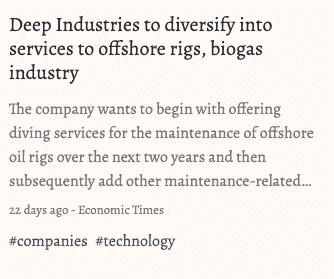 Deep Industries to diversify into
services to offshore rigs, biogas
industry
The company wants to begin with offering
diving services for the maintenance of offshore
oil rigs over the next two years and then
subsequently add other maintenance-related...
22 days ago - Economic Times
#companies #technology